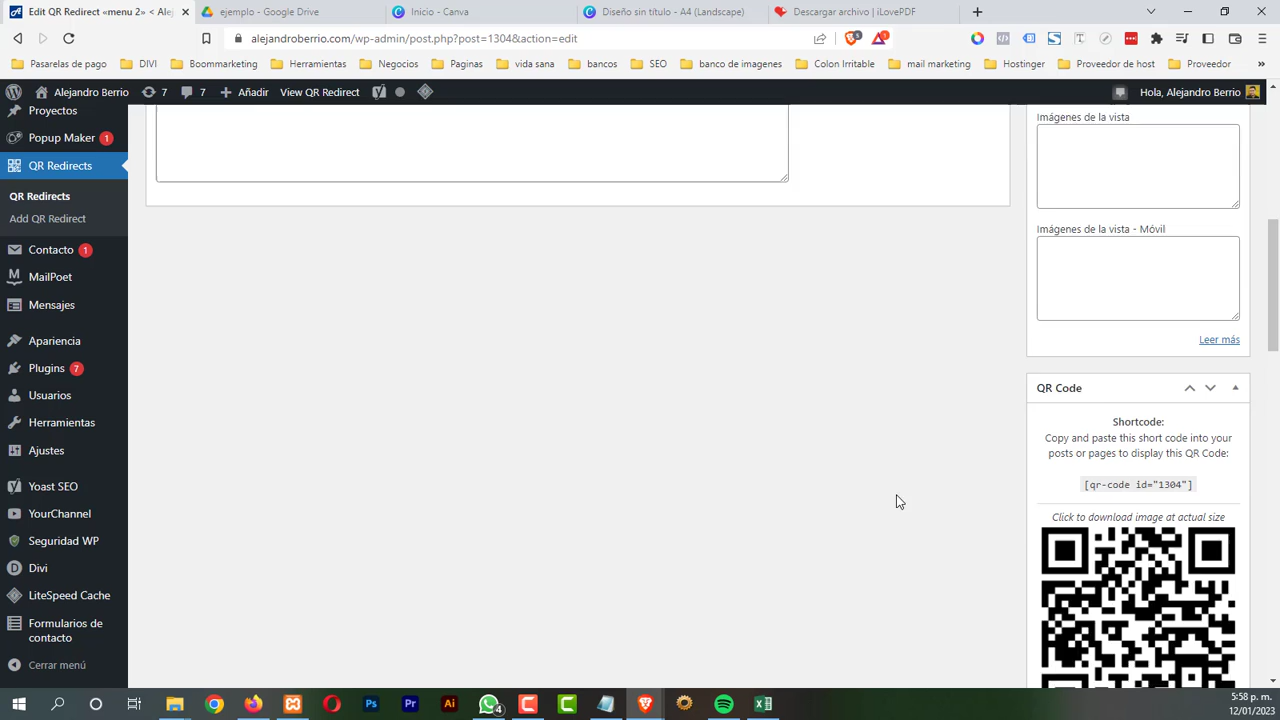 Edit QR Redirect «menu 2» < Alej
ejemplo - Google Drive
Inicio - Canva
Diseño sin título - A4 (Landscape)
Descargar archivo | iLovePDF
alejandroberrio.com/wp-admin/post.php?post=1304&action=edit
5
1
Pasarelas de pago
DIVI
Boommarketing
Herramientas
Negocios
Paginas
vida sana
bancos
SEO
banco de imagenes
Colon Irritable
mail marketing
Hostinger
Proveedor de host
Proveedor
»
Alejandro Berrio
7
7
Añadir
View QR Redirect
Hola, Alejandro Berrio
Proyectos
Popup Maker 1
QR Redirects
QR Redirects
Add QR Redirect
Contacto 1
MailPoet
Mensajes
Apariencia
Plugins 7
Usuarios
Herramientas
Ajustes
Yoast SEO
YourChannel
Seguridad WP
Divi
LiteSpeed Cache
Formularios de
contacto
Cerrar menú
Imágenes de la vista
Imágenes de la vista - Móvil
Leer más
QR Code
Shortcode:
Copy and paste this short code into your
posts or pages to display this QR Code:
[qr-code id="1304"]
Click to download image at actual size
Ps
Pr
Ai
4
5:58 p. m.
12/01/2023